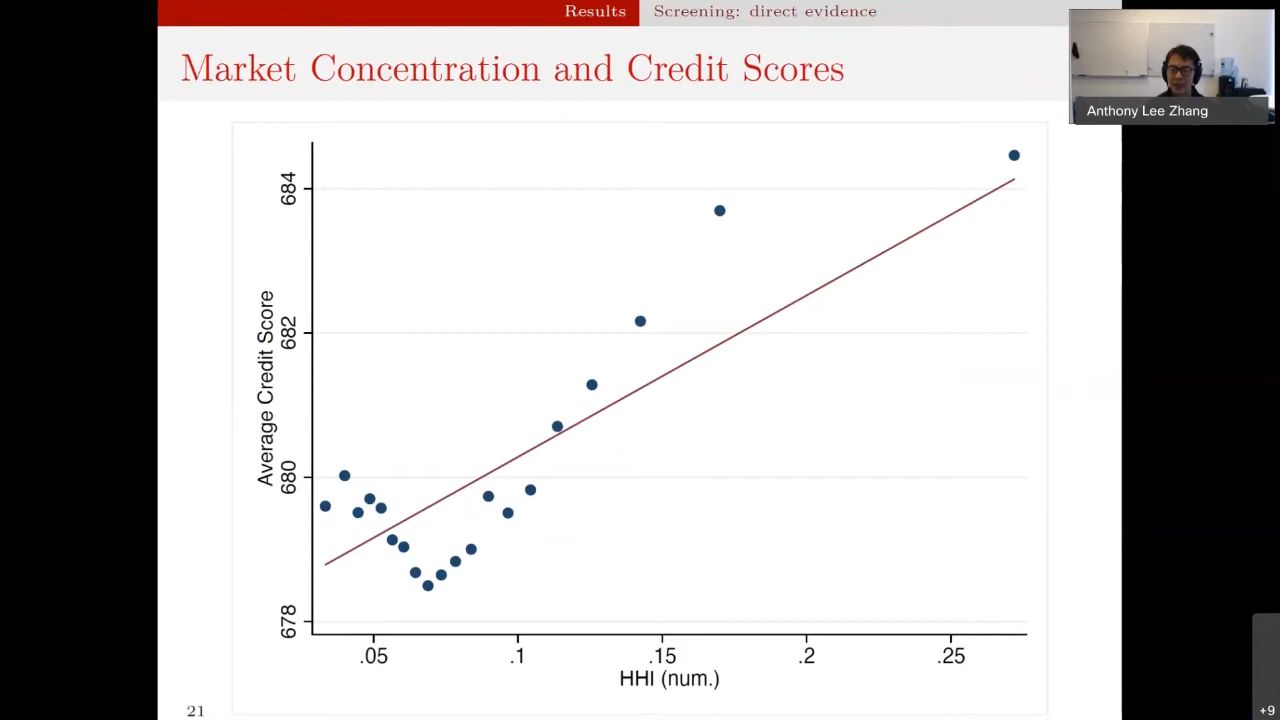 Results
Screening: direct evidence
Market Concentration and Credit Scores
Anthony Lee Zhang
684
682
680
678
Average Credit Score
.05
.1
.15
.2
.25
HHI (num.)
21
+9